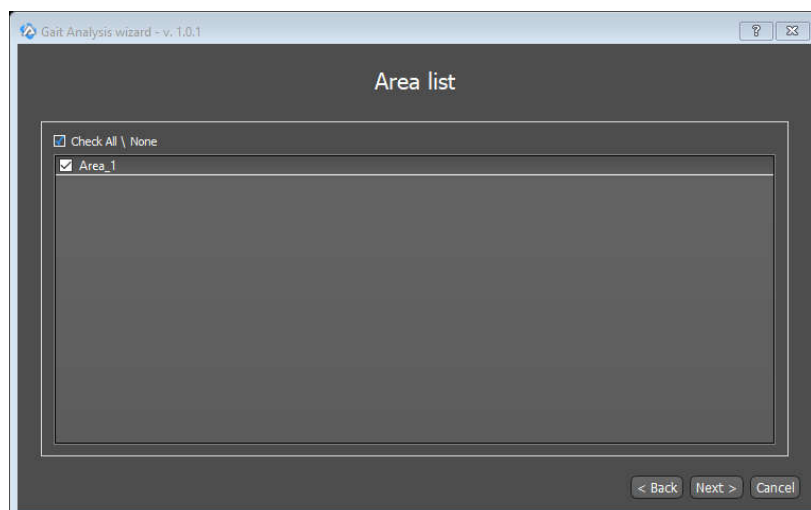 Gait Analysis wizard - v. 1.0.1
?
Area list
Check All \ None
Area_1
< Back Next > Cancel